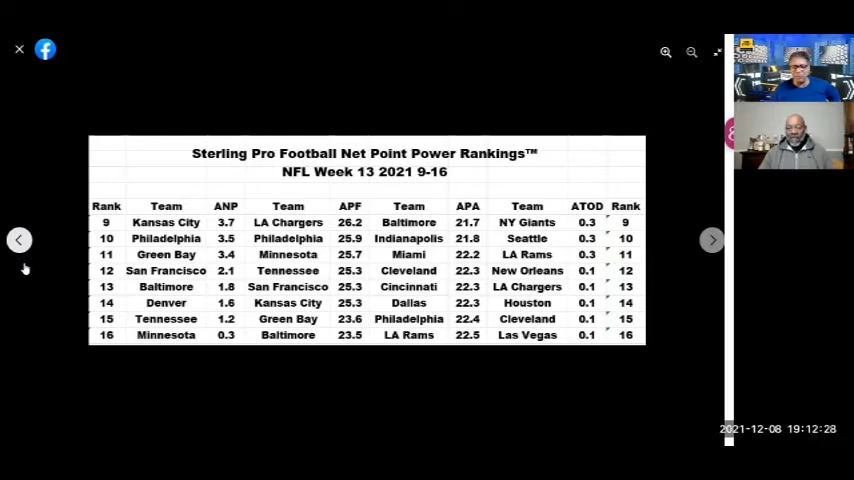 Sterling Pro Football Net Point Power Rankings™
NFL Week 13 2021 9-16
Rank Team ANP Team APF Team APA Team ATOD Rank
9 Kansas City 3.7 LA Chargers 26.2 Baltimore 21.7 NY Giants 0.3 9
10 Philadelphia 3.5 Philadelphia 25.9 Indianapolis 21.8 Seattle 0.3 10
11 Green Bay 3.4 Minnesota 25.7 Miami 22.2 LA Rams 0.3 11
12 San Francisco 2.1 Tennessee 25.3 Cleveland 22.3 New Orleans 0.1 12
13 Baltimore 1.8 San Francisco 25.3 Cincinnati 22.3 LA Chargers 0.1 13
14 Denver 1.6 Kansas City 25.3 Dallas 22.3 Houston 0.1 14
15 Tennessee 1.2 Green Bay 23.6 Philadelphia 22.4 Cleveland 0.1 15
16 Minnesota 0.3 Baltimore 23.5 LA Rams 22.5 Las Vegas 0.1 16
2021-12-08 19:12:28